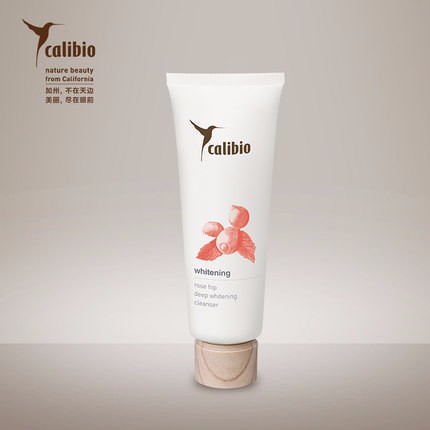 calibio
nature beauty
from California
加州，不在天边
美丽，尽在眼前
calibio
whitening
rose hip
deep whitening
cleanser